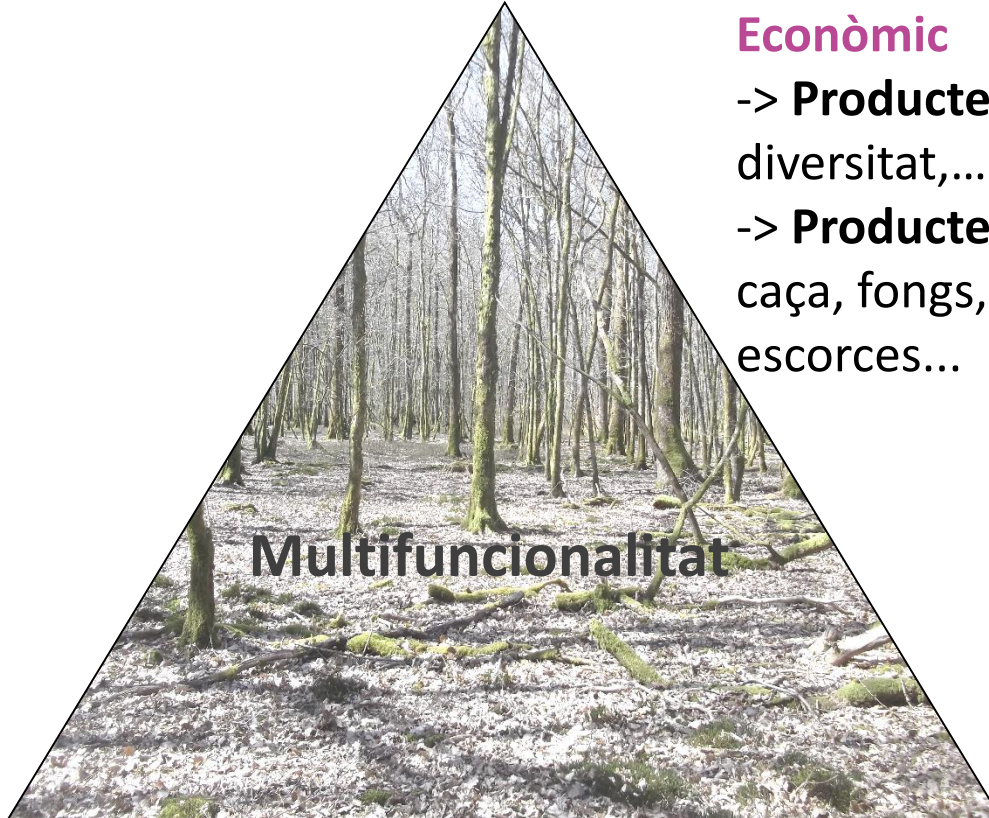 Econòmic
-> Producte
diversitat,...
-> Producte
caça, fongs,
escorces...
Multifuncionalitat